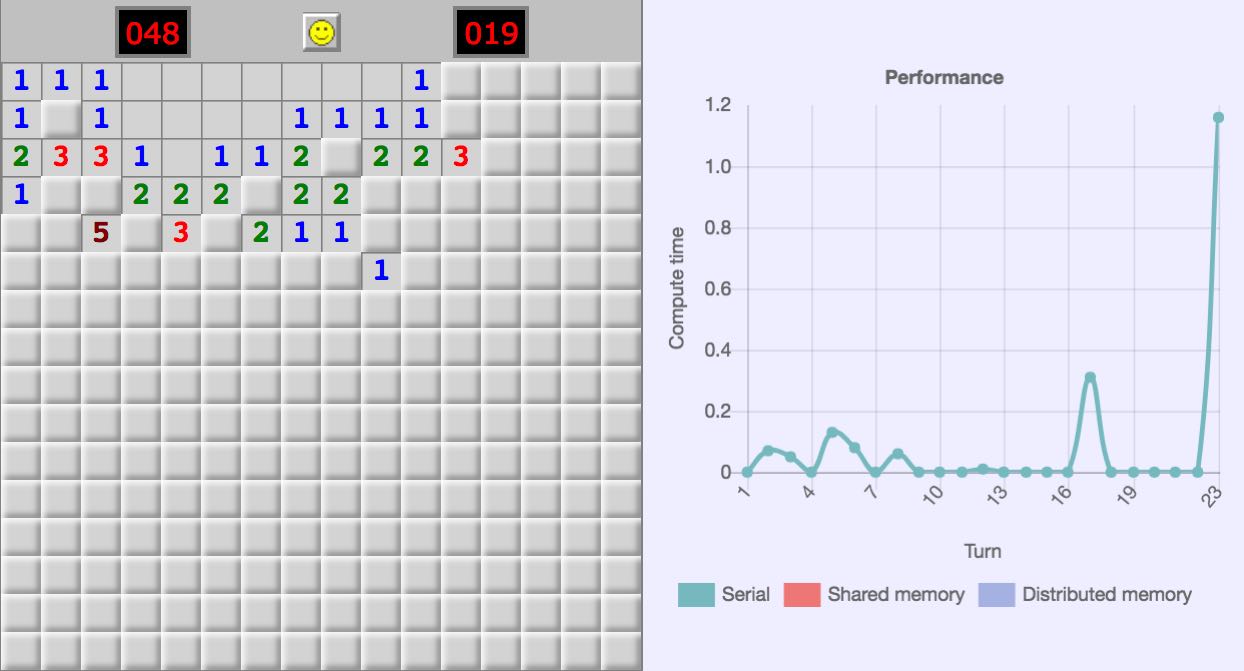 048 019
1 1 1 1
1 1 1 1 1 1
2 3 3 1 1 1 2 2 2 3
1 2 2 2 2 2
5 3 2 1 1
1
Performance
1.2
1.0
0.8
0.6
0.4
0.2
0
Compute time
1 4 7 10 13 16 19 23
Turn
Serial Shared memory Distributed memory